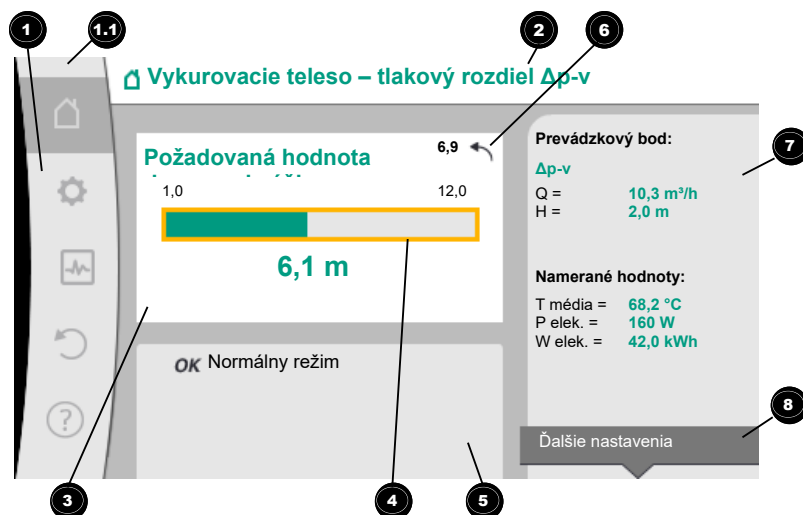 1
1.1
2
6
Vykurovacie teleso – tlakový rozdiel Δp-v
Požadovaná hodnota
6,9
1,0
12,0
6,1 m
OK Normálny režim
Prevádzkový bod:
7
Δp-v
Q = 10,3 m³/h
H = 2,0 m
Namerané hodnoty:
T média = 68,2 °C
P elek. = 160 W
W elek. = 42,0 kWh
8
Ďalšie nastavenia
?
3
4
5